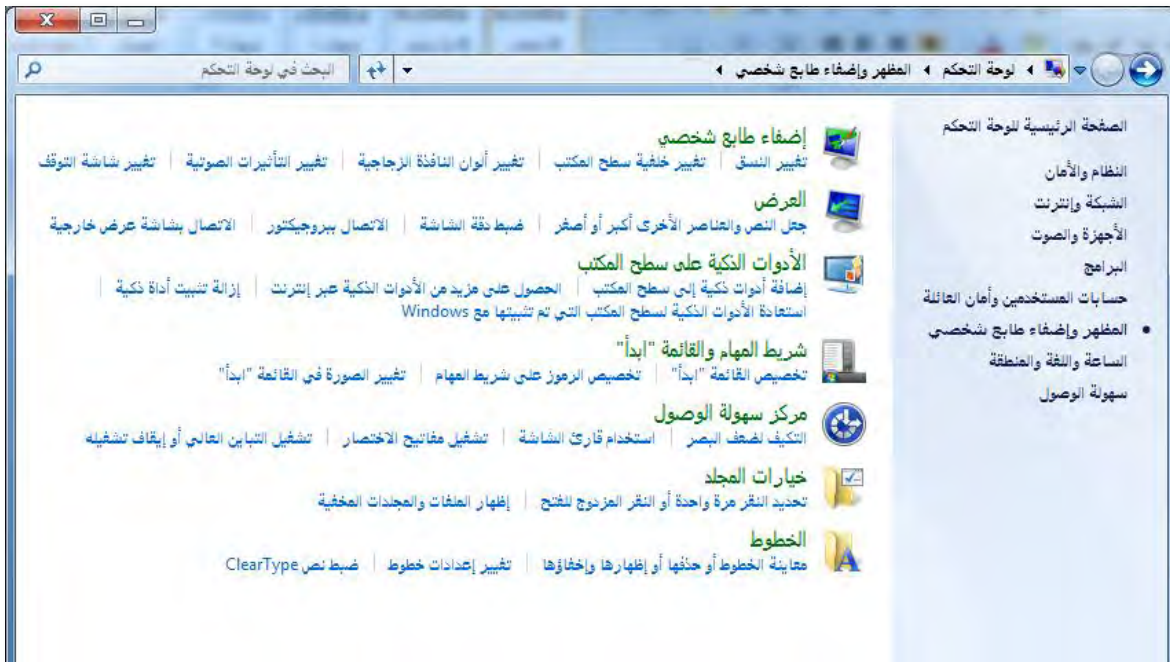 لوحة التحكم ◂ المظهر وإضفاء طابع شخصي ◂
البحث في لوحة التحكم
الصفحة الرئيسية للوحة التحكم
النظام والأمان
الشبكة وإنترنت
الأجهزة والصوت
البرامج
حسابات المستخدمين وأمان العائلة
المظهر وإضفاء طابع شخصي
الساعة واللغة والمنطقة
سهولة الوصول
إضفاء طابع شخصي
تغيير النسق | تغيير خلفية سطح المكتب | تغيير ألوان النافذة الزجاجية | تغيير التأثيرات الصوتية | تغيير شاشة التوقف
العرض
جعل النص والعناصر الأخرى أكبر أو أصغر | ضبط دقة الشاشة | الاتصال ببروجيكتور | الاتصال بشاشة عرض خارجية
الأدوات الذكية على سطح المكتب
إضافة أدوات ذكية إلى سطح المكتب | الحصول على مزيد من الأدوات الذكية عبر إنترنت | إزالة تثبيت أداة ذكية |
استعادة الأدوات الذكية لسطح المكتب التي تم تثبيتها مع Windows
شريط المهام والقائمة "ابدأ"
تخصيص القائمة "ابدأ" | تخصيص الرموز على شريط المهام | تغيير الصورة في القائمة "ابدأ"
مركز سهولة الوصول
التكيف لضعف البصر | استخدام قارئ الشاشة | تشغيل مفاتيح الاختصار | تشغيل التباين العالي أو إيقاف تشغيله
خيارات المجلد
تحديد النقر مرة واحدة أو النقر المزدوج للفتح | إظهار الملفات والمجلدات المخفية
الخطوط
معاينة الخطوط أو حذفها أو إظهارها وإخفاؤها | تغيير إعدادات خطوط | ضبط نص ClearType